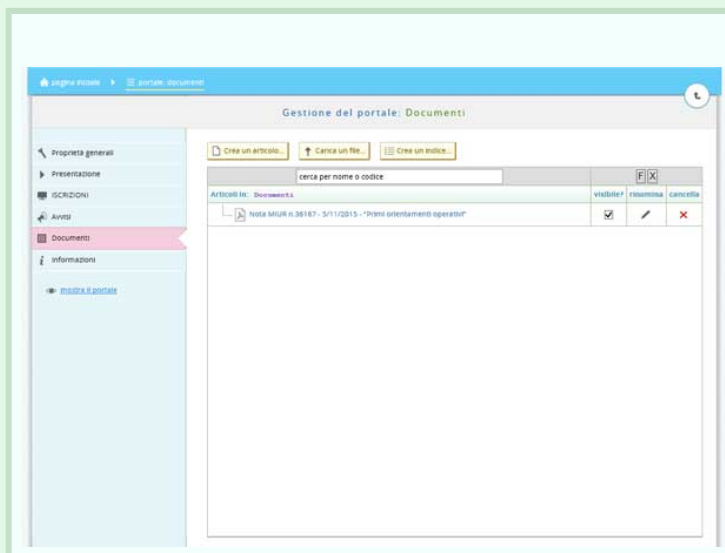 pagina iniziale portale: documenti
Gestione del portale: Documenti
Proprietà generali
Presentazione
ISCRIZIONI
Avvisi
Documenti
Informazioni
mostra il portale
Crea un articolo... Carica un file... Crea un indice...
cerca per nome o codice F X
Articoli in: Documenti visibile? rinomina cancella
Nota MIUR n.36167 - 5/11/2015 - "Primi orientamenti operativi"